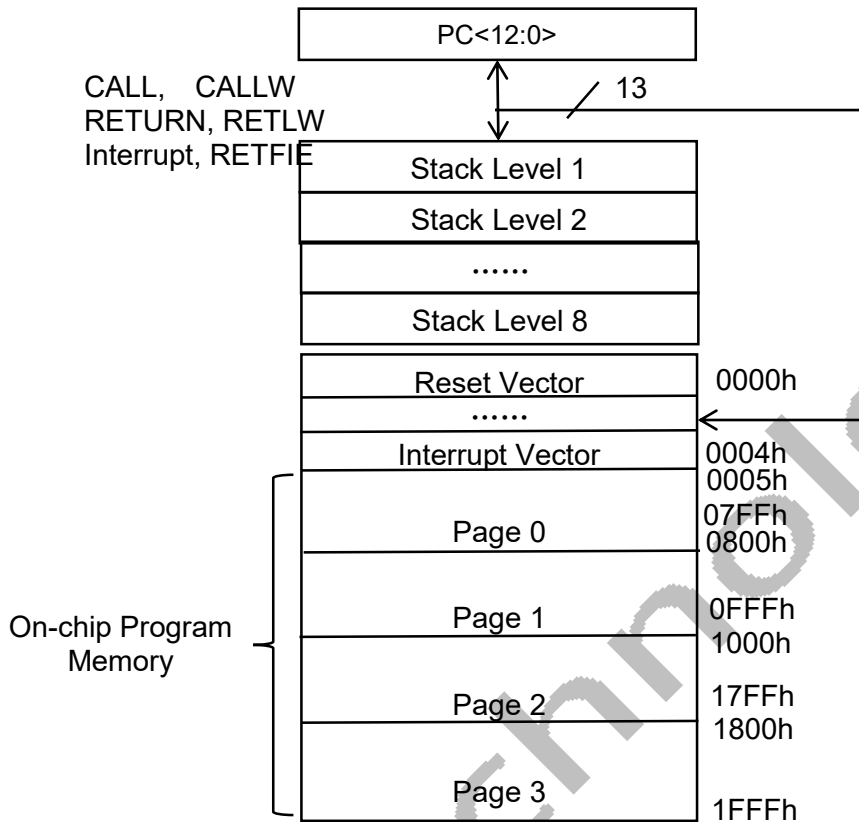 PC<12:0>
CALL, CALLW
13
RETURN, RETLW
Interrupt, RETFIE
Stack Level 1
Stack Level 2
......
Stack Level 8
Reset Vector
0000h
......
Interrupt Vector
0004h
0005h
07FFh
Page 0
0800h
On-chip Program
Memory
Page 1
0FFFh
1000h
Page 2
17FFh
1800h
Page 3
1FFFh
chnol